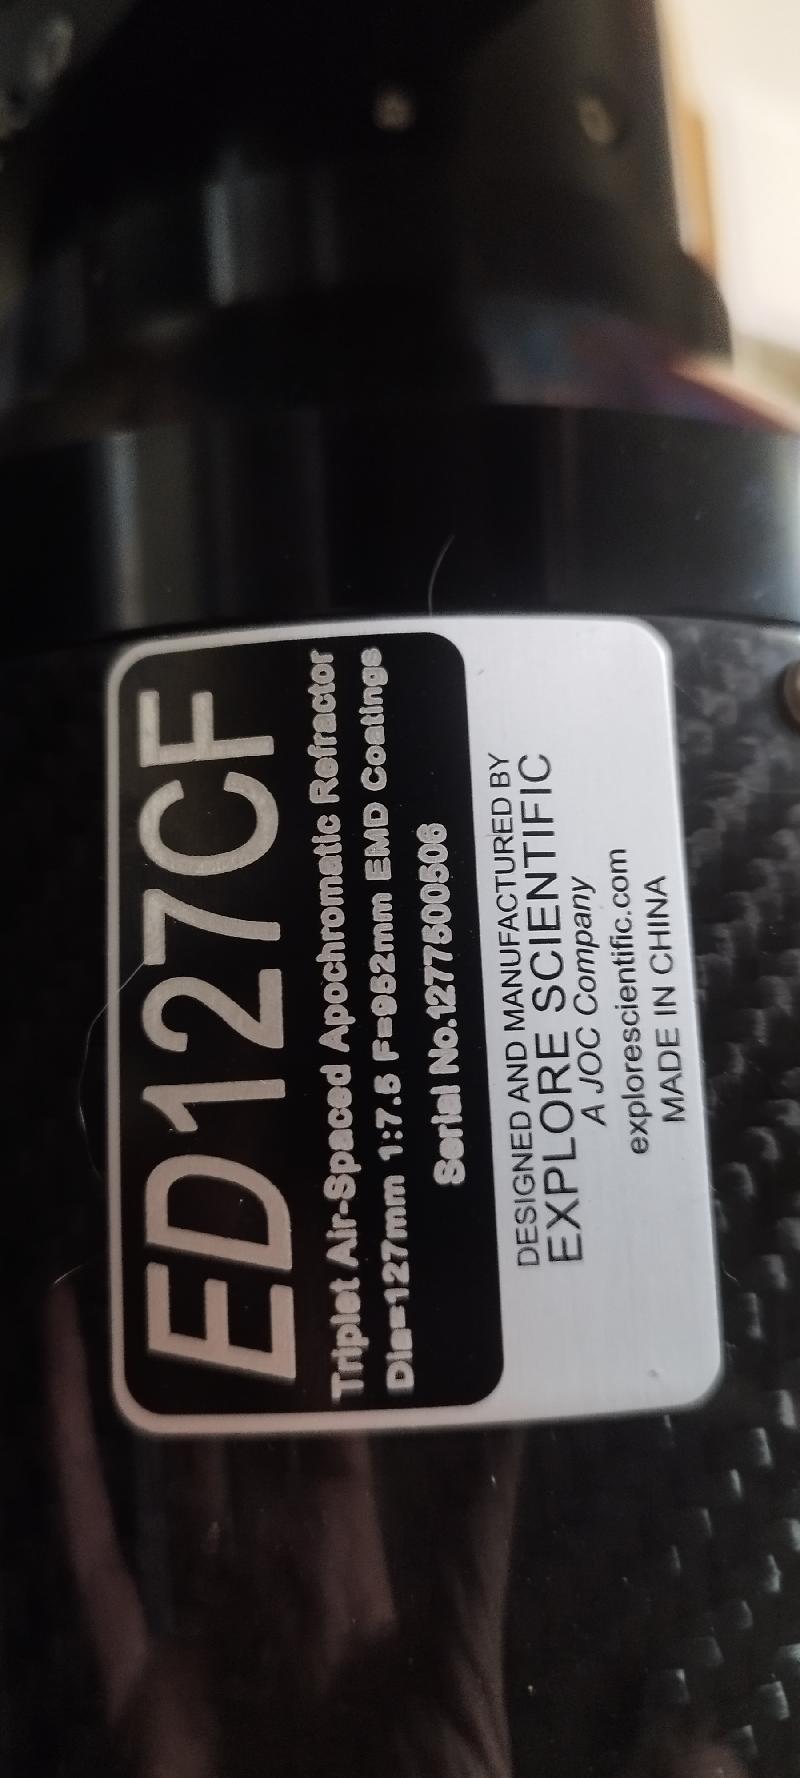 ED127CF
Triplet Air-Spaced Apochromatic Refractor
Dia=127mm 1:7.5 F=952mm EMD Coatings
Serial No.1277500506
DESIGNED AND MANUFACTURED BY
EXPLORE SCIENTIFIC
A JOC Company
explorescientific.com
MADE IN CHINA